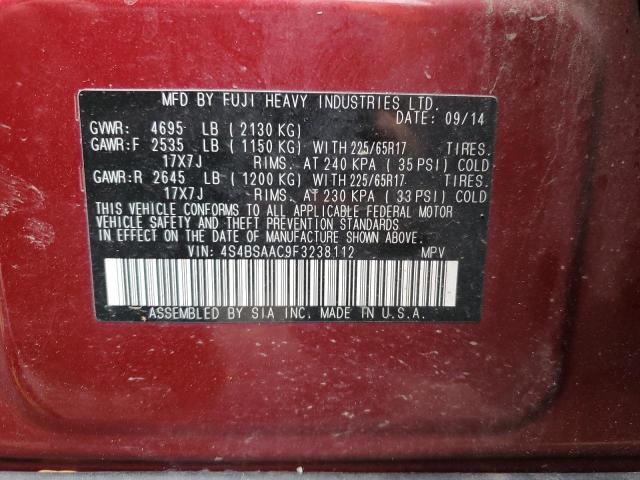 MFD BY FUJI HEAVY INDUSTRIES LTD.
DATE: 09/14
GVWR: 4695 LB ( 2130 KG)
GAWR:F 2535 LB ( 1150 KG) WITH 225/65R17 TIRES.
17X7J RIMS. AT 240 KPA ( 35 PSI) COLD
GAWR:R 2645 LB ( 1200 KG) WITH 225/65R17 TIRES.
17X7J RIMS. AT 230 KPA ( 33 PSI) COLD
THIS VEHICLE CONFORMS TO ALL APPLICABLE FEDERAL MOTOR
VEHICLE SAFETY AND THEFT PREVENTION STANDARDS
IN EFFECT ON THE DATE OF MANUFACTURE SHOWN ABOVE.
VIN: 4S4BSAAC9F3238112 MPV
ASSEMBLED BY SIA INC. MADE IN U.S.A.